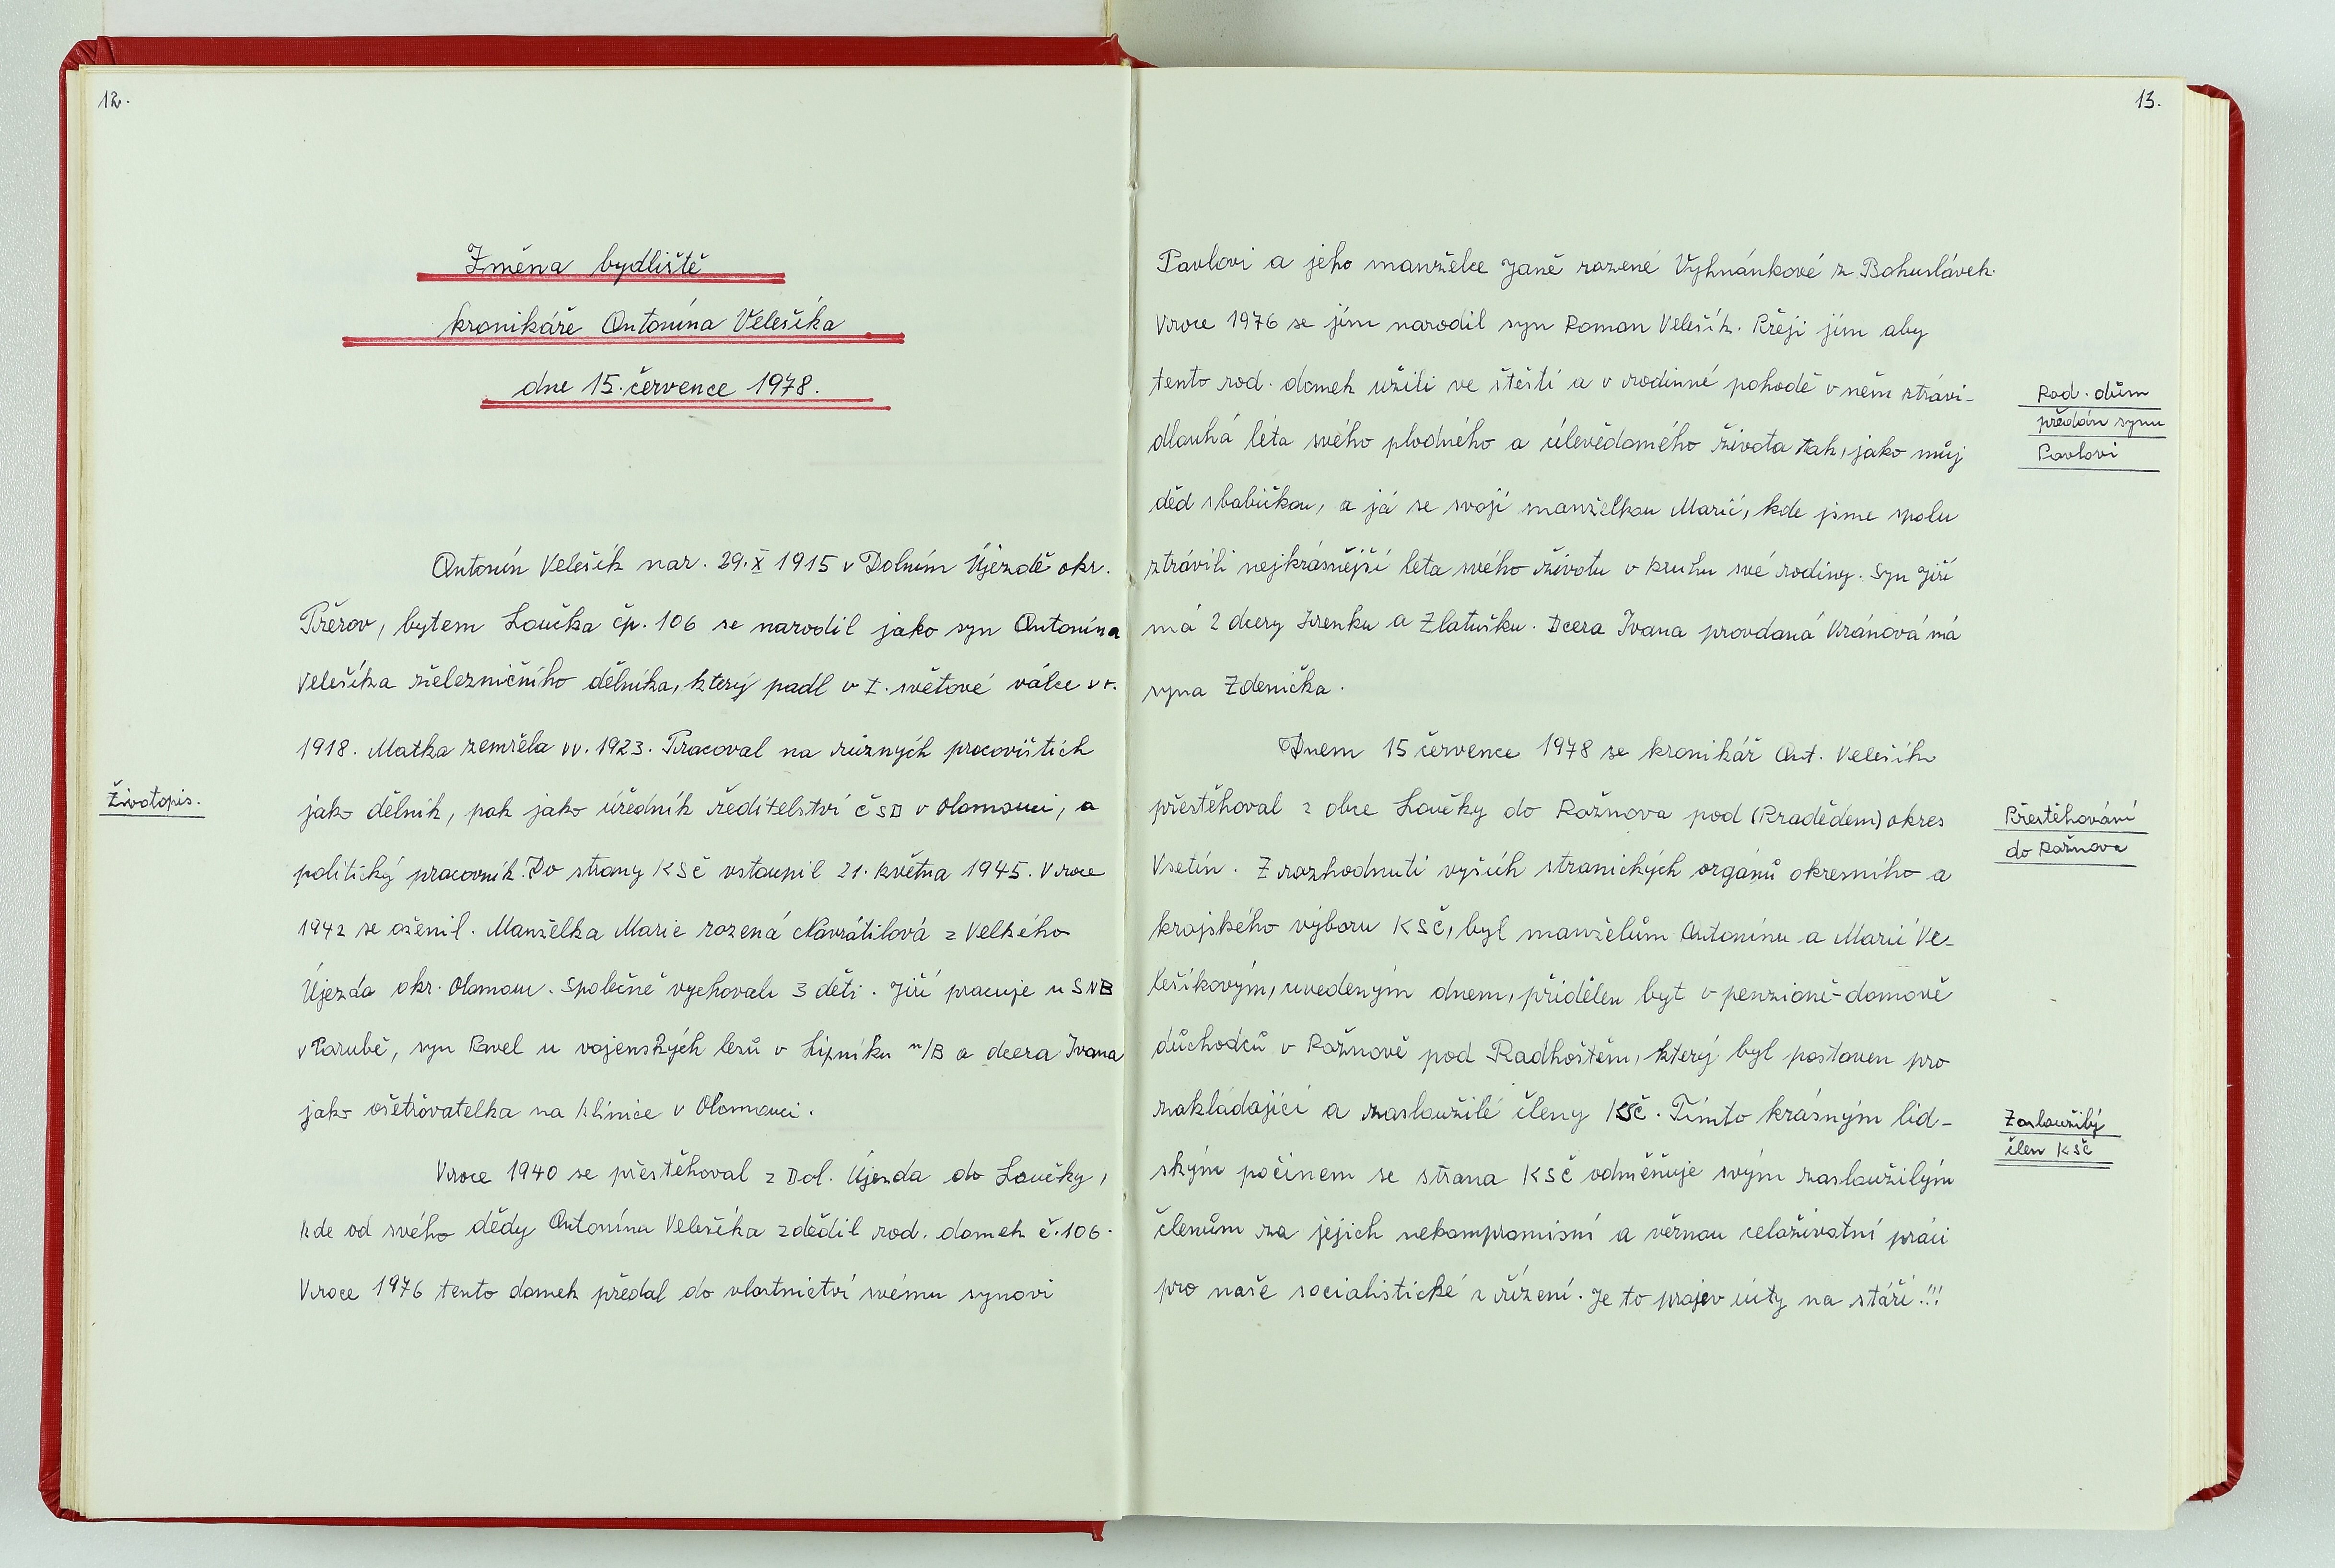 12.
Změna bydliště
kronikáře Antonína Velešíka
dne 15. července 1978.
Antonín Velešík nar. 29. X 1915 v Dolním Újezdě okr.
Přerov, bytem Loučka čp. 106 se narodil jako syn Antonína
Velešíka železničního dělníka, který padl v I. světové válce v r.
1918. Matka zemřela v r. 1923. Pracoval na různých pracovištích
Životopis.
jako dělník, pak jako úředník ředitelství ČSD v Olomouci, a
politický pracovník. Do strany KSČ vstoupil 21. května 1945. V roce
1942 se oženil. Manželka Marie rozená Navrátilová z Velkého
Újezda okr. Olomouc. Společně vychovali 3 děti. Jiří pracuje u SNB
v Porubě, syn Pavel u vojenských lesů v Lipníku n/B a dcera Ivana
jako ošetřovatelka na klinice v Olomouci.
V roce 1940 se přestěhoval z Dol. Újezda do Loučky,
kde od svého dědy Antonína Velešíka zdědil rod. domek č. 106.
V roce 1976 tento domek předal do vlastnictví svému synovi
13.
Pavlovi a jeho manželce Janě rozené Vyhnánkové z Bohuslávek.
V roce 1976 se jim narodil syn Roman Velešík. Přeji jim aby
tento rod. domek užili ve štěstí a v rodinné pohodě v něm stráví-
dlouhá léta svého plodného a úlevědomého života tak, jako můj
děd s babičkou, a já se svojí manželkou Marií, kde jsme spolu
ztrávili nejkrásnější léta svého životu v kruhu své rodiny. Syn Jiří
má 2 dcery Irenku a Zlatušku. Dcera Ivana provdaná Vránová má
syna Zdenička.
Rod. dům
předán synu
Pavlovi
Dnem 15 července 1978 se kronikář Ant. Velešík
přestěhoval z obce Loučky do Rožnova pod (Pradědem) okres
Vsetín. Z rozhodnutí vyších stranických orgánů okresního a
krajského výboru KSČ, byl manželům Antonínu a Marii Ve-
lešíkovým, uvedeným dnem, přidělen byt v penzioně-domově
důchodců v Rožnově pod Radhoštěm, který byl postaven pro
zakládající a zasloužilé členy KSČ. Tímto krásným lid-
ským počinem se strana KSČ odměňuje svým zasloužilým
členům za jejich nekompromisní a věrnou celoživotní práci
pro naše socialistické zřízení. Je to projev úcty na stáří!!!
Přestěhování
do Rožnova
Zasloužilý
člen KSČ